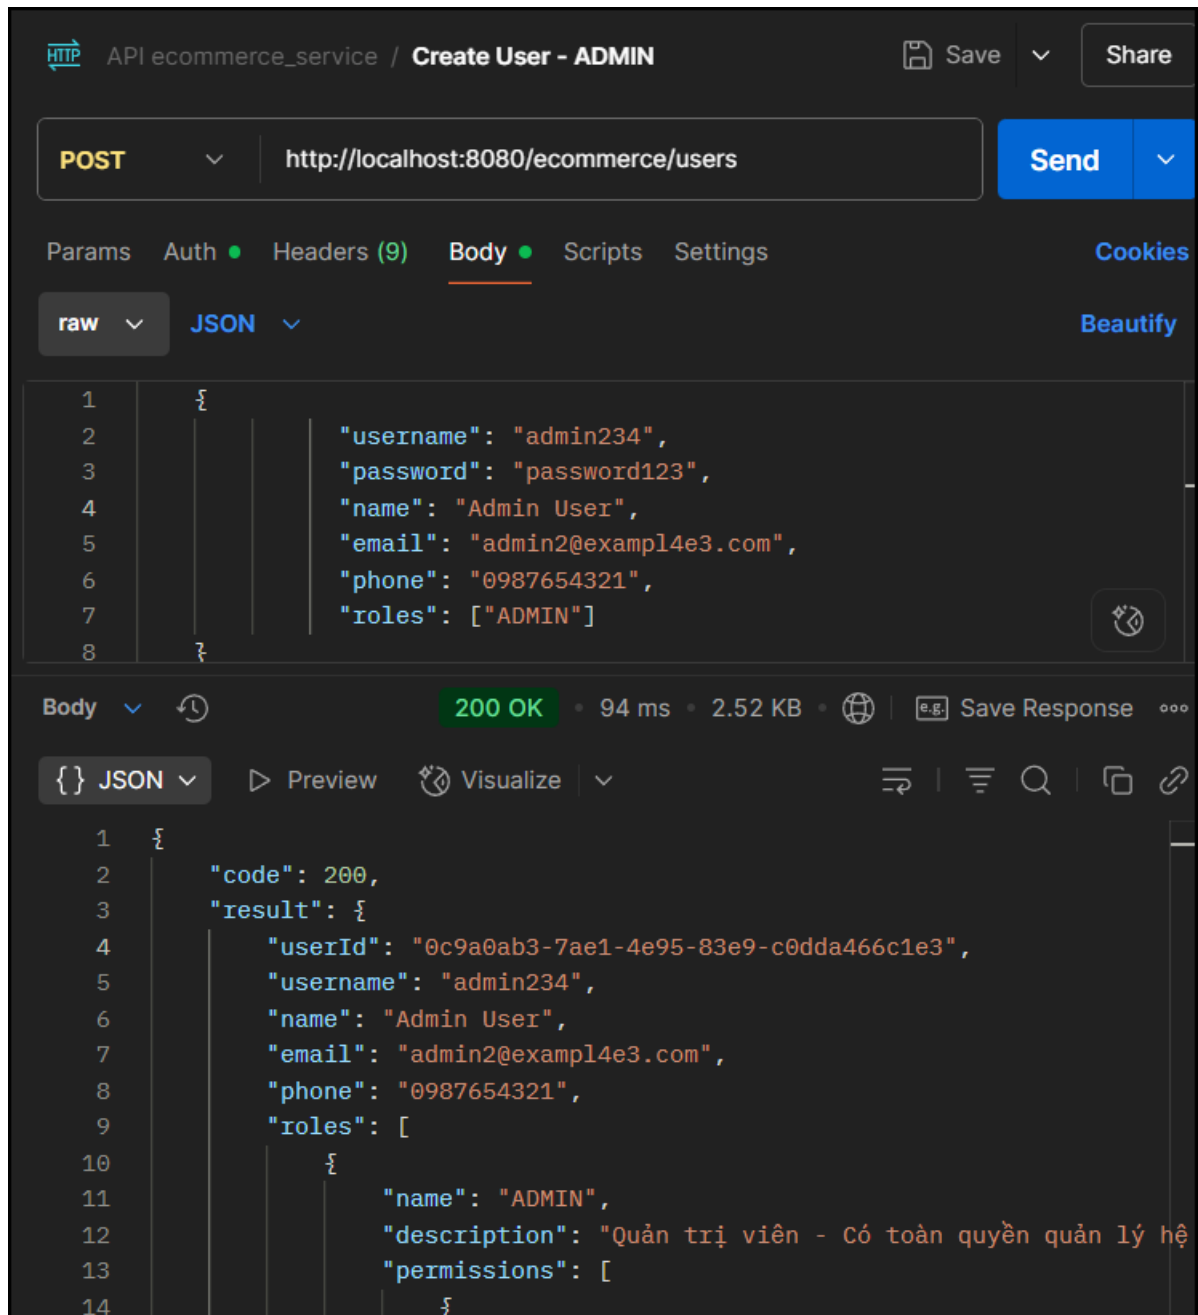 HTTP API ecommerce_service / Create User - ADMIN Save Share
POST http://localhost:8080/ecommerce/users Send
Params Auth Headers (9) Body Scripts Settings Cookies
raw JSON Beautify
1 {
2 "username": "admin234",
3 "password": "password123",
4 "name": "Admin User",
5 "email": "admin2@exampl4e3.com",
6 "phone": "0987654321",
7 "roles": ["ADMIN"]
8 }
Body 200 OK • 94 ms • 2.52 KB • e.g. Save Response
{} JSON Preview Visualize
1 {
2 "code": 200,
3 "result": {
4 "userId": "0c9a0ab3-7ae1-4e95-83e9-c0dda466c1e3",
5 "username": "admin234",
6 "name": "Admin User",
7 "email": "admin2@exampl4e3.com",
8 "phone": "0987654321",
9 "roles": [
10 {
11 "name": "ADMIN",
12 "description": "Quản trị viên - Có toàn quyền quản lý hệ
13 "permissions": [
14 {